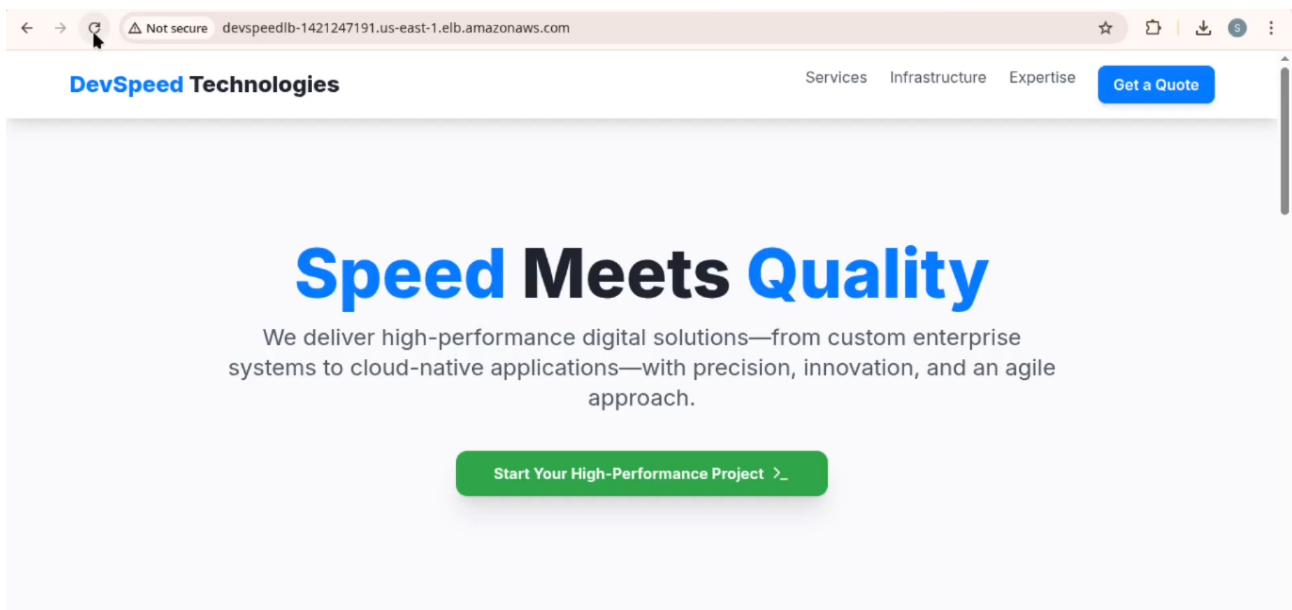 Not secure devspeedlb-1421247191.us-east-1.elb.amazonaws.com S
DevSpeed Technologies Services Infrastructure Expertise Get a Quote
Speed Meets Quality
We deliver high-performance digital solutions—from custom enterprise
systems to cloud-native applications—with precision, innovation, and an agile
approach.
Start Your High-Performance Project >_